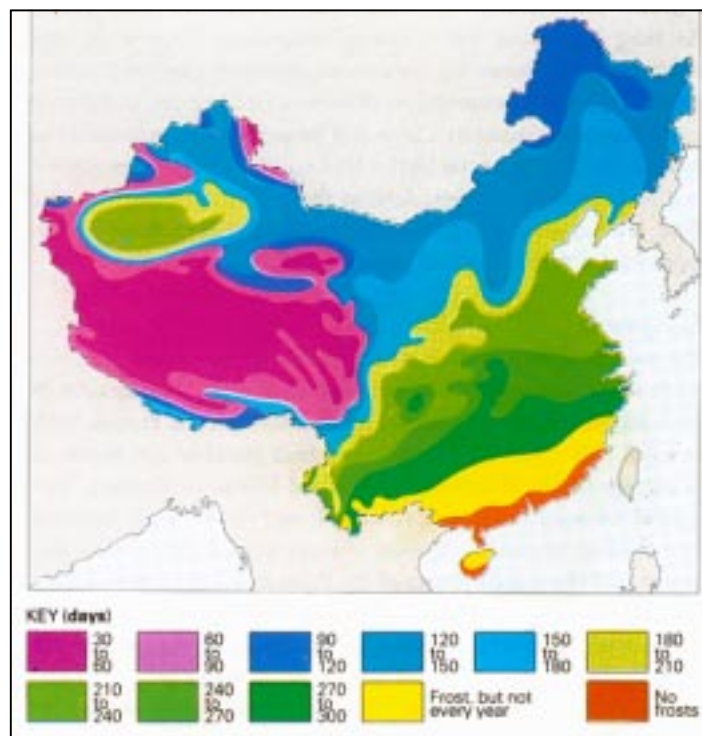 KEY (days)
30
to
60
60
to
90
90
to
120
120
to
150
150
to
180
180
to
210
210
to
240
240
to
270
270
to
300
Frost, but not
every year
No
frosts